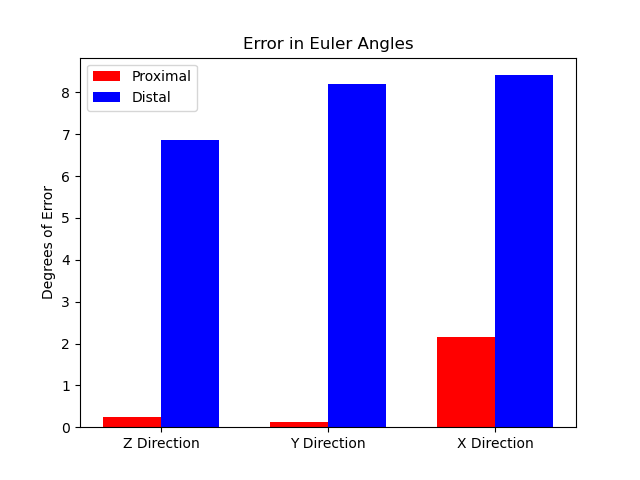 Error in Euler Angles
Proximal
Distal
Degrees of Error
8
7
6
5
4
3
2
1
0
Z Direction
Y Direction
X Direction